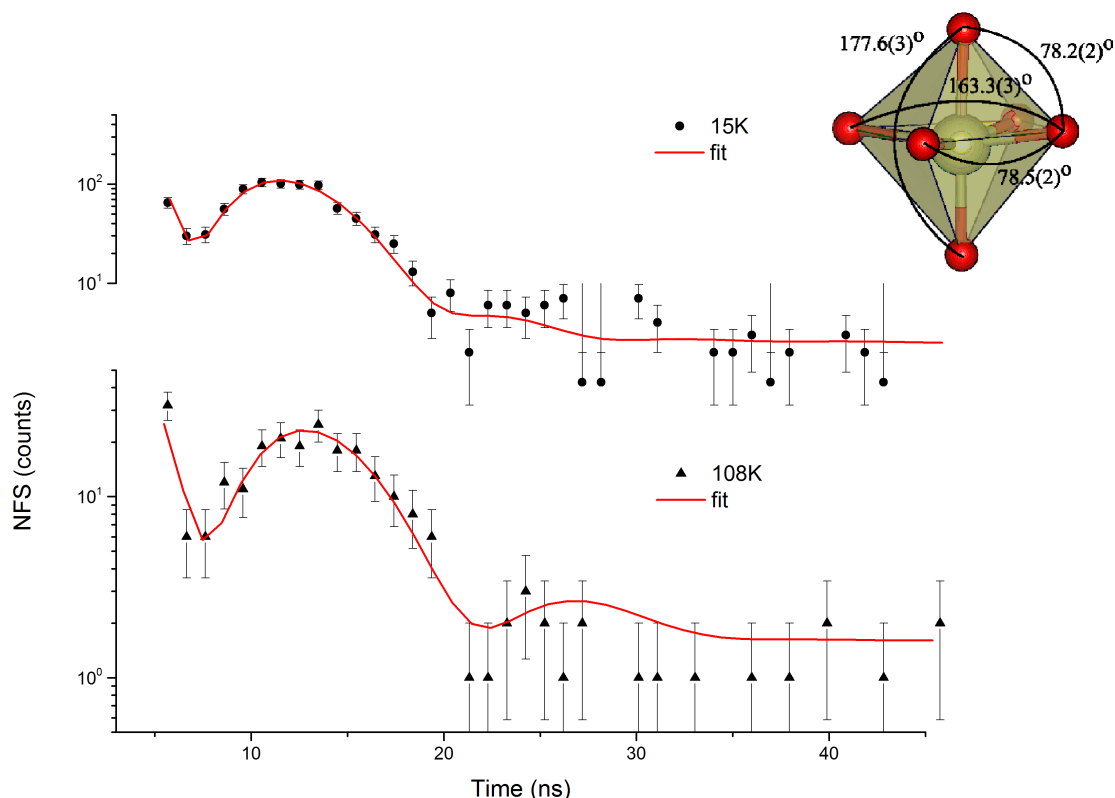 177.6(3)º
78.2(2)º
163.3(3)º
78.5(2)º
15K
fit
10²
10¹
108K
fit
10¹
10⁰
NFS (counts)
10
20
30
40
Time (ns)